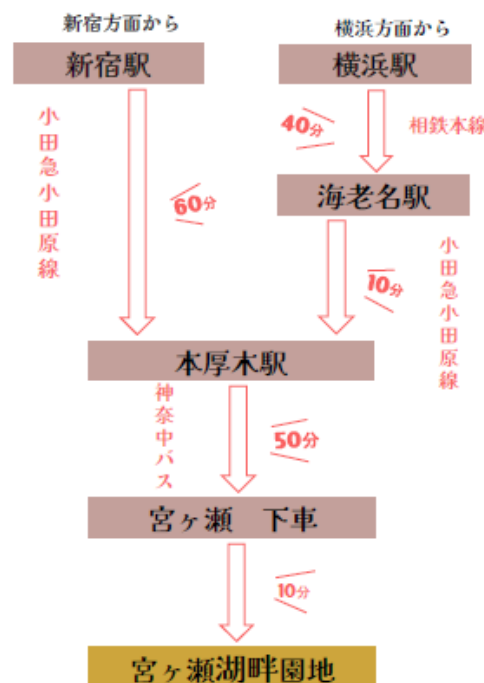 新宿方面から
横浜方面から
新宿駅
横浜駅
小田急小田原線
40分
相鉄本線
海老名駅
60分
10分
小田急小田原線
本厚木駅
神奈中バス
50分
宮ヶ瀬　下車
10分
宮ヶ瀬湖畔園地